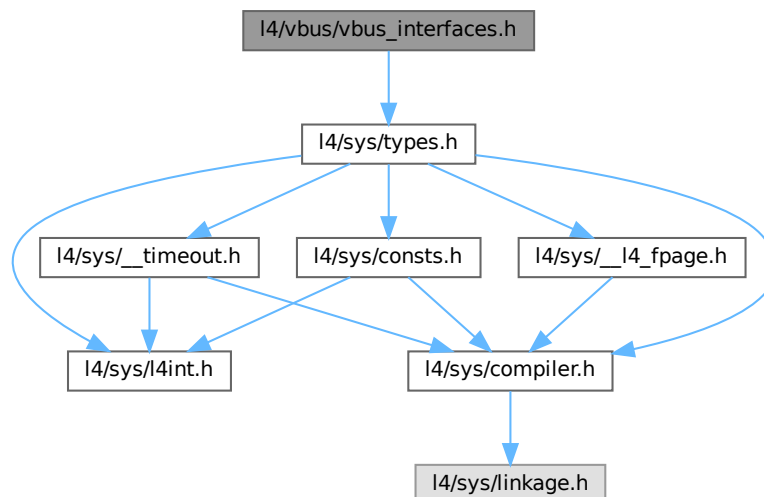 l4/vbus/vbus_interfaces.h
l4/sys/types.h
l4/sys/__timeout.h
l4/sys/consts.h
l4/sys/__l4_fpage.h
l4/sys/l4int.h
l4/sys/compiler.h
l4/sys/linkage.h